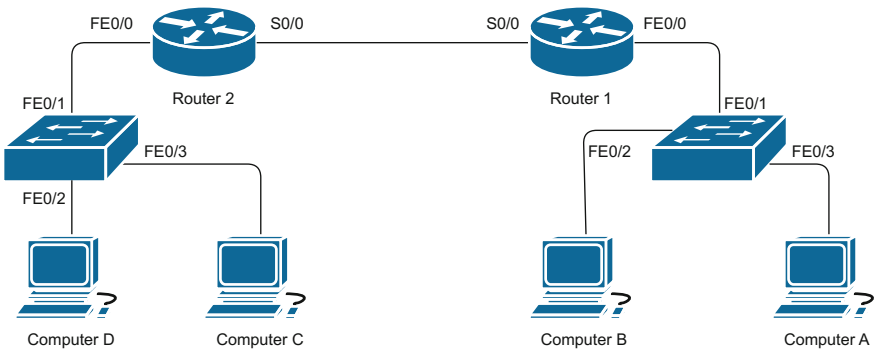 FE0/0
S0/0
S0/0
FE0/0
Router 2
Router 1
FE0/1
FE0/1
FE0/3
FE0/2
FE0/3
FE0/2
Computer D
Computer C
Computer B
Computer A